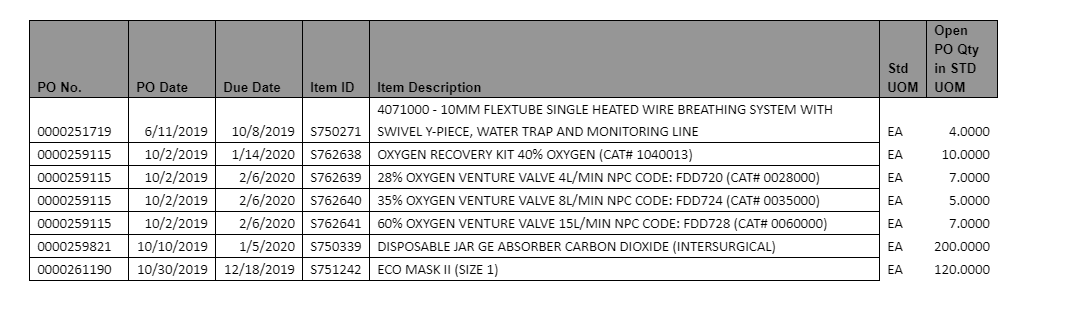 PO No. PO Date Due Date Item ID Item Description Std UOM Open PO Qty in STD UOM
0000251719 6/11/2019 10/8/2019 S750271 4071000 - 10MM FLEXTUBE SINGLE HEATED WIRE BREATHING SYSTEM WITH SWIVEL Y-PIECE, WATER TRAP AND MONITORING LINE EA 4.0000
0000259115 10/2/2019 1/14/2020 S762638 OXYGEN RECOVERY KIT 40% OXYGEN (CAT# 1040013) EA 10.0000
0000259115 10/2/2019 2/6/2020 S762639 28% OXYGEN VENTURE VALVE 4L/MIN NPC CODE: FDD720 (CAT# 0028000) EA 7.0000
0000259115 10/2/2019 2/6/2020 S762640 35% OXYGEN VENTURE VALVE 8L/MIN NPC CODE: FDD724 (CAT# 0035000) EA 5.0000
0000259115 10/2/2019 2/6/2020 S762641 60% OXYGEN VENTURE VALVE 15L/MIN NPC CODE: FDD728 (CAT# 0060000) EA 7.0000
0000259821 10/10/2019 1/5/2020 S750339 DISPOSABLE JAR GE ABSORBER CARBON DIOXIDE (INTERSURGICAL) EA 200.0000
0000261190 10/30/2019 12/18/2019 S751242 ECO MASK II (SIZE 1) EA 120.0000